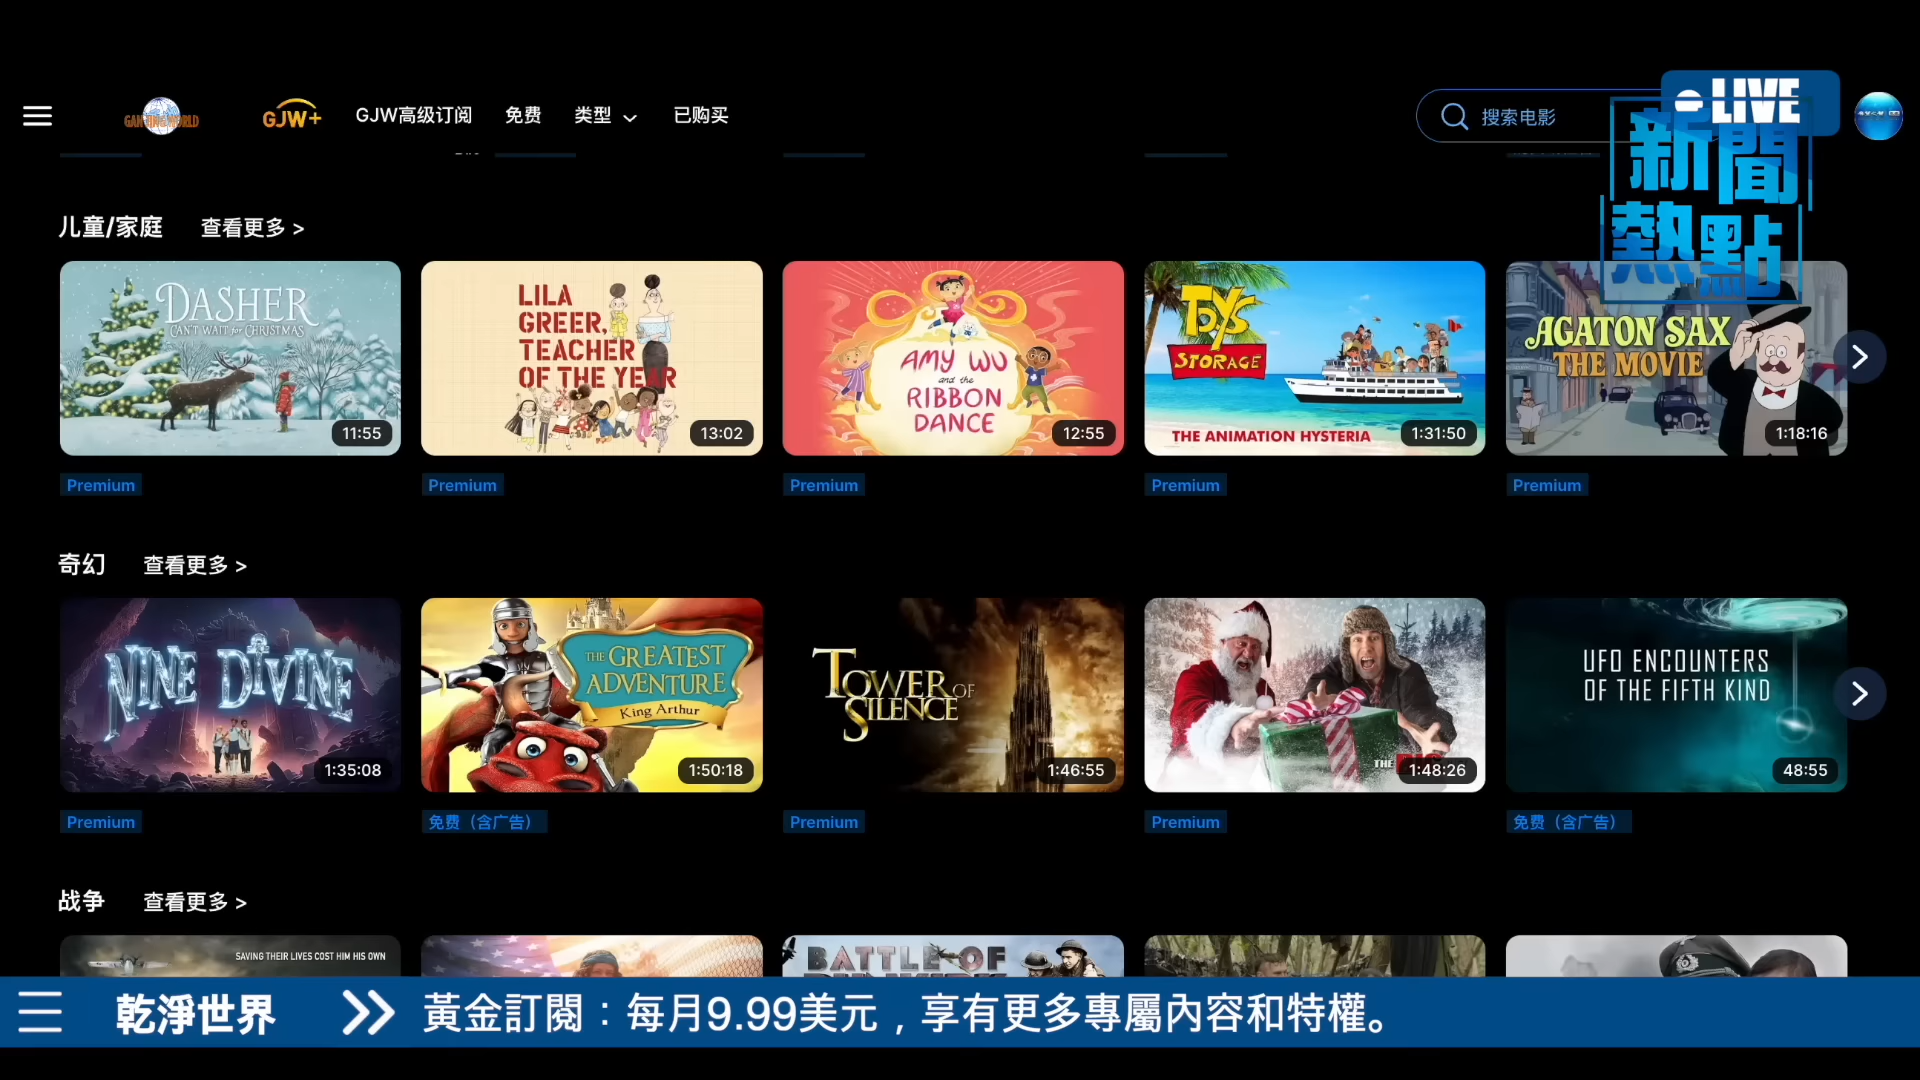 GAN JING WORLD
GJW+
GJW高级订阅
免费
类型
已购买
搜索电影
LIVE
新聞
熱點
儿童/家庭
查看更多 >
DASHER
CAN'T WAIT for CHRISTMAS
11:55
LILA
GREER,
TEACHER
OF THE YEAR
13:02
AMY WU
and the
RIBBON
DANCE
12:55
TOYS
STORAGE
THE ANIMATION HYSTERIA
1:31:50
AGATON SAX
THE MOVIE
1:18:16
Premium
Premium
Premium
Premium
Premium
奇幻
查看更多 >
NINE DIVINE
1:35:08
THE GREATEST
ADVENTURE
King Arthur
1:50:18
TOWER OF
SILENCE
1:46:55
THE
1:48:26
UFO ENCOUNTERS
OF THE FIFTH KIND
48:55
Premium
免费（含广告）
Premium
Premium
免费（含广告）
战争
查看更多 >
SAVING THEIR LIVES COST HIM HIS OWN
BATTLE OF
乾淨世界
黃金訂閱：每月9.99美元，享有更多專屬內容和特權。